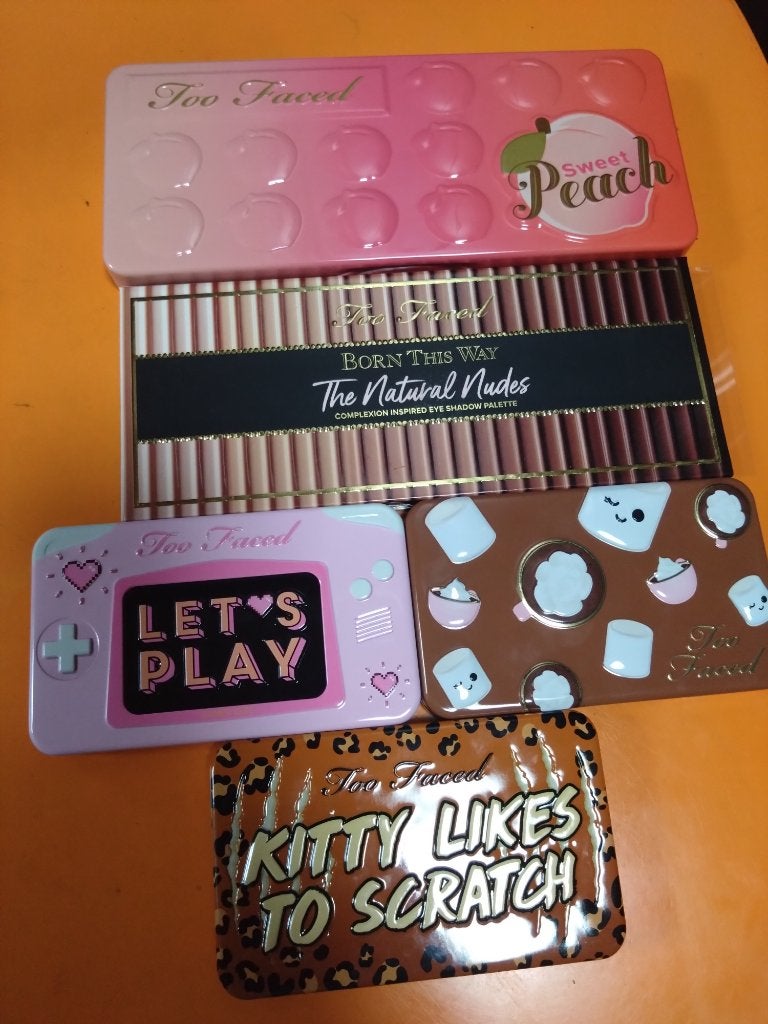 Too Faced
Sweet
Peach
Too Faced
BORN THIS WAY
The Natural Nudes
COMPLEXION INSPIRED EYE SHADOW PALETTE
Too Faced
LET'S
PLAY
Too
Faced
Too Faced
KITTY LIKES
TO SCRATCH